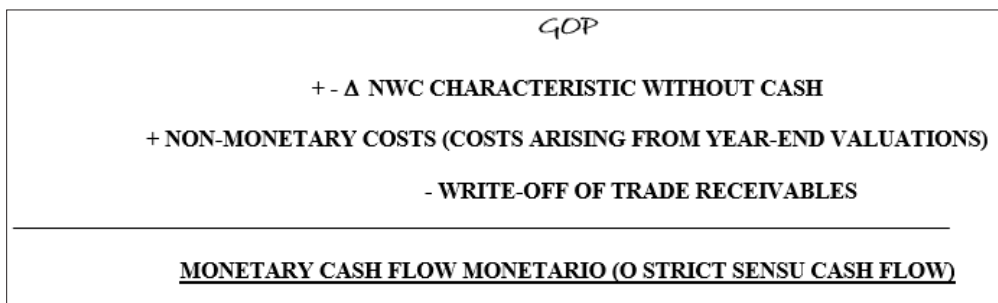 GOP
+ - Δ NWC CHARACTERISTIC WITHOUT CASH
+ NON-MONETARY COSTS (COSTS ARISING FROM YEAR-END VALUATIONS)
- WRITE-OFF OF TRADE RECEIVABLES
MONETARY CASH FLOW MONETARIO (O STRICT SENSU CASH FLOW)